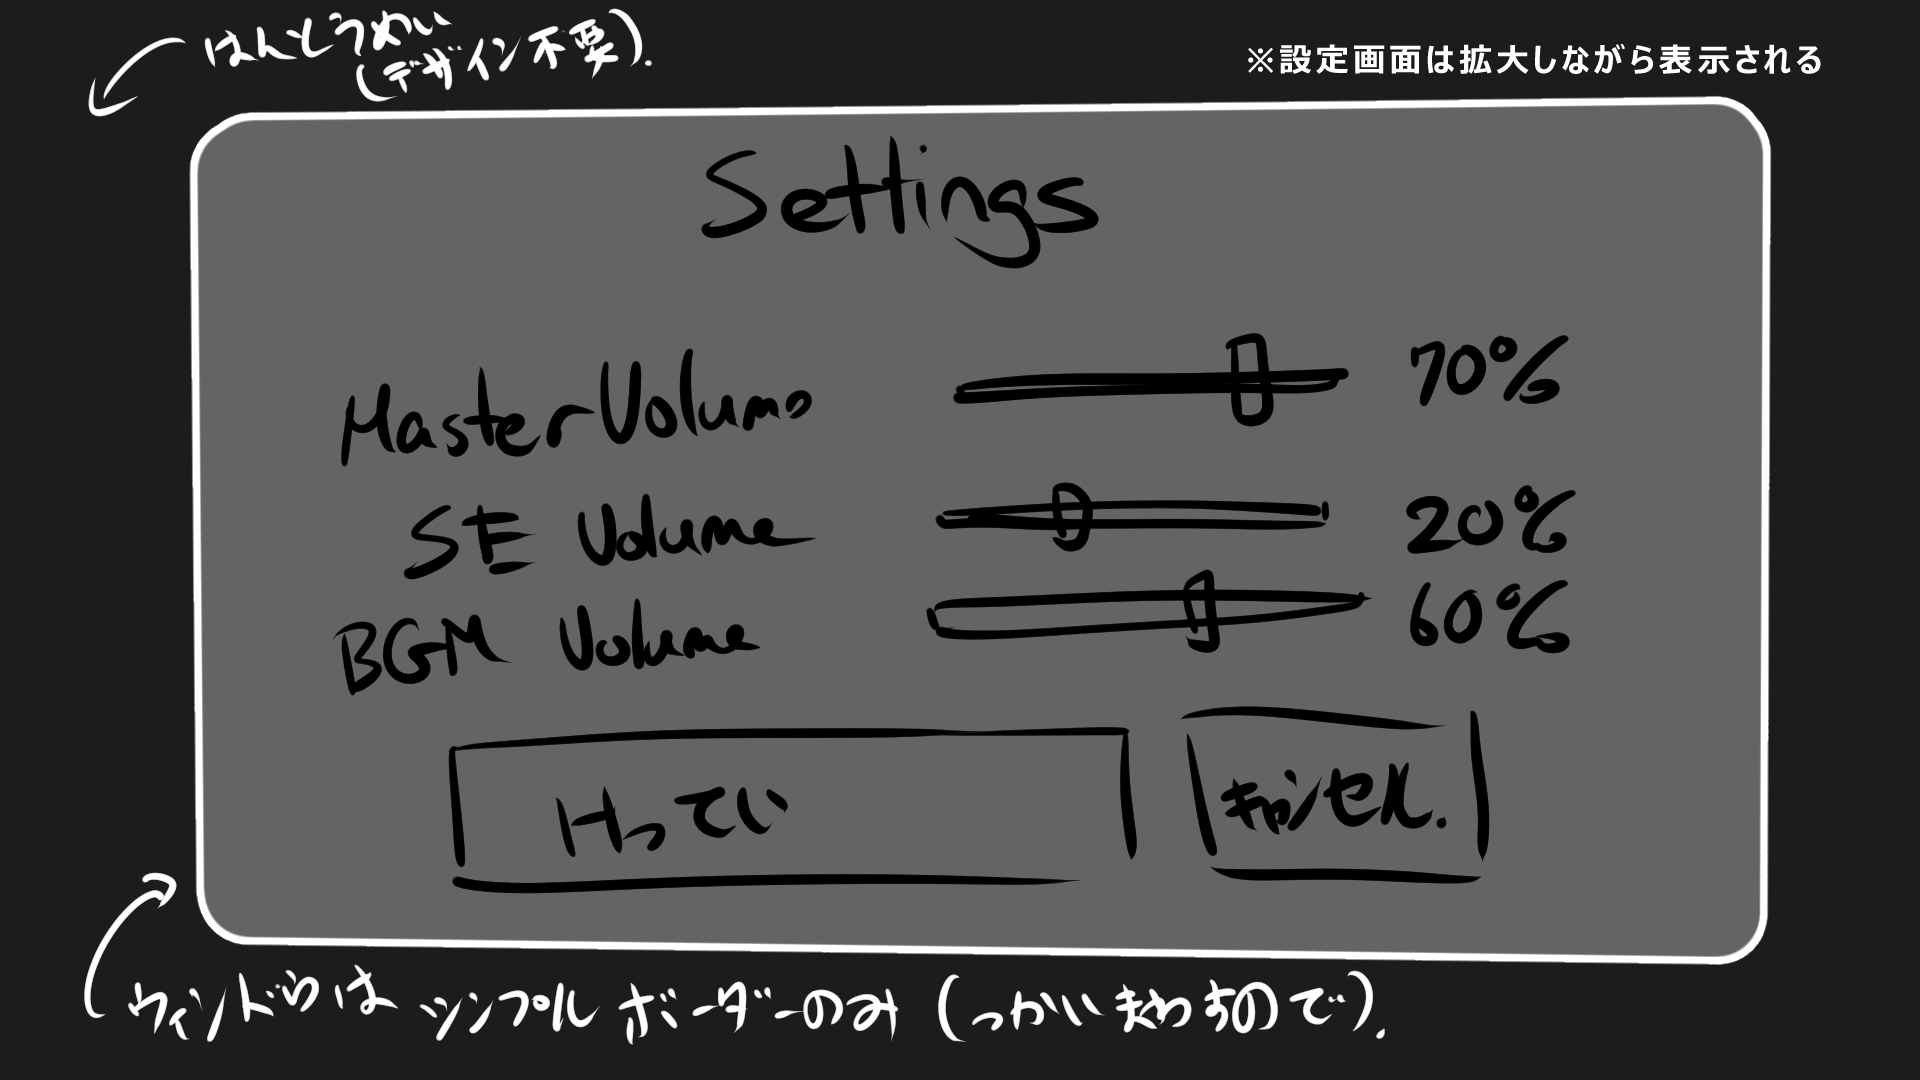 はんとうめい
(デザイン不要).
※設定画面は拡大しながら表示される
Settings
Master Volume 70%
SE Volume 20%
BGM Volume 60%
けってい
キャンセル.
ウィンドウは シンプルボーダーのみ (つかいまわすので).